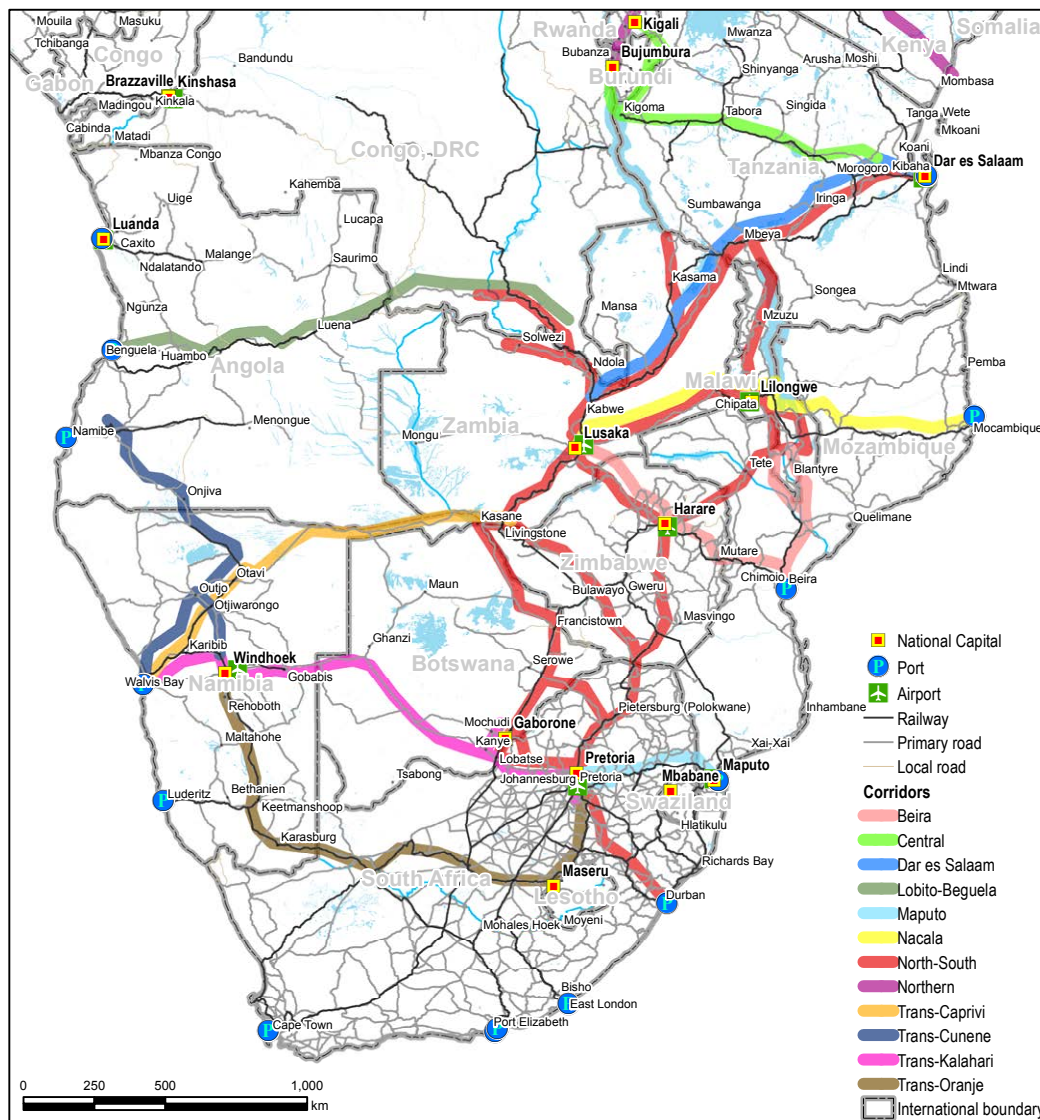 Mouila
Masuku
Tchibanga
Congo
Gabon
Bandundu
Brazzaville
Kinshasa
Madingou
Kinkala
Cabinda
Matadi
Mbanza Congo
Congo, DRC
Kahemba
Uige
Lucapa
Luanda
Caxito
Malange
Saurimo
Ndalatando
Ngunza
Luena
Benguela
Huambo
Angola
Menongue
Namibe
Onjiva
Rwanda
Kigali
Bubanza
Bujumbura
Burundi
Mwanza
Shinyanga
Arusha
Moshi
Kenya
Somalia
Mombasa
Kigoma
Tabora
Singida
Tanga
Wete
Mkoani
Koani
Tanzania
Morogoro
Kibaha
Dar es Salaam
Sumbawanga
Iringa
Mbeya
Kasama
Mansa
Songea
Lindi
Mtwara
Mzuzu
Solwezi
Ndola
Pemba
Malawi
Lilongwe
Kabwe
Chipata
Mongu
Zambia
Lusaka
Mozambique
Mocambique
Tete
Blantyre
Kasane
Livingstone
Harare
Quelimane
Zimbabwe
Mutare
Chimoio
Beira
Otavi
Outjo
Otjiwarongo
Maun
Bulawayo
Gweru
Masvingo
Francistown
Karibib
Ghanzi
Windhoek
Botswana
Serowe
Walvis Bay
Namibia
Gobabis
Rehoboth
Pietersburg (Polokwane)
Inhambane
Maltahohe
Mochudi
Gaborone
Kanye
Lobatse
Xai-Xai
Pretoria
Tsabong
Johannesburg
Pretoria
Mbabane
Maputo
Bethanien
Swaziland
Luderitz
Keetmanshoop
Hlatikulu
Karasburg
Richards Bay
South Africa
Maseru
Lesotho
Durban
Mohales Hoek
Moyeni
Bisho
East London
Cape Town
Port Elizabeth
National Capital
P Port
Airport
Railway
Primary road
Local road
Corridors
Beira
Central
Dar es Salaam
Lobito-Beguela
Maputo
Nacala
North-South
Northern
Trans-Caprivi
Trans-Cunene
Trans-Kalahari
Trans-Oranje
International boundary
0 250 500 1,000
km